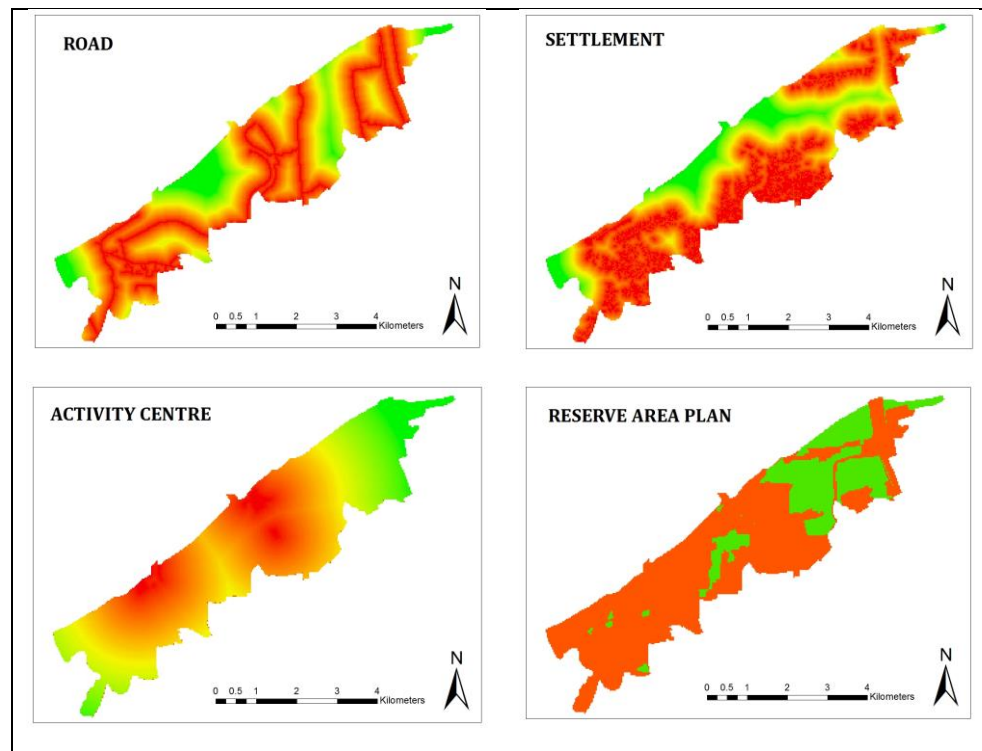 ROAD
N
0 0.5 1 2 3 4
Kilometers
SETTLEMENT
N
0 0.5 1 2 3 4
Kilometers
ACTIVITY CENTRE
N
0 0.5 1 2 3 4
Kilometers
RESERVE AREA PLAN
N
0 0.5 1 2 3 4
Kilometers